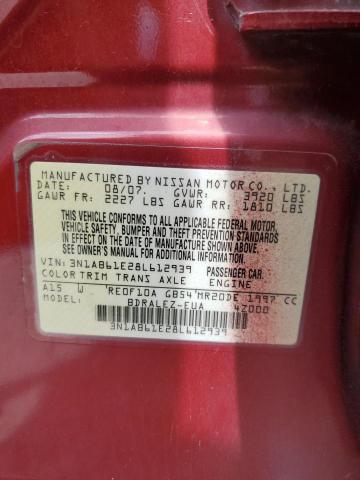 MANUFACTURED BY NISSAN MOTOR CO., LTD.
DATE: 08/07. GVWR: 3920 LBS
GAWR FR: 2227 LBS GAWR RR: 1810 LBS
THIS VEHICLE CONFORMS TO ALL APPLICABLE FEDERAL MOTOR
VEHICLE SAFETY, BUMPER AND THEFT PREVENTION STANDARDS
IN EFFECT ON THE DATE OF MANUFACTURE SHOWN ABOVE.
SEE OWNER'S MANUAL FOR ADDITIONAL INFORMATION
VIN: 3N1AB61E28L612939 PASSENGER CAR.
COLOR TRIM TRANS AXLE ENGINE
A15 W RE0F10A GB54 MR20DE 1997 CC
MODEL: BDRALEZ-EUA 4Z000
3N1AB61E28L612939